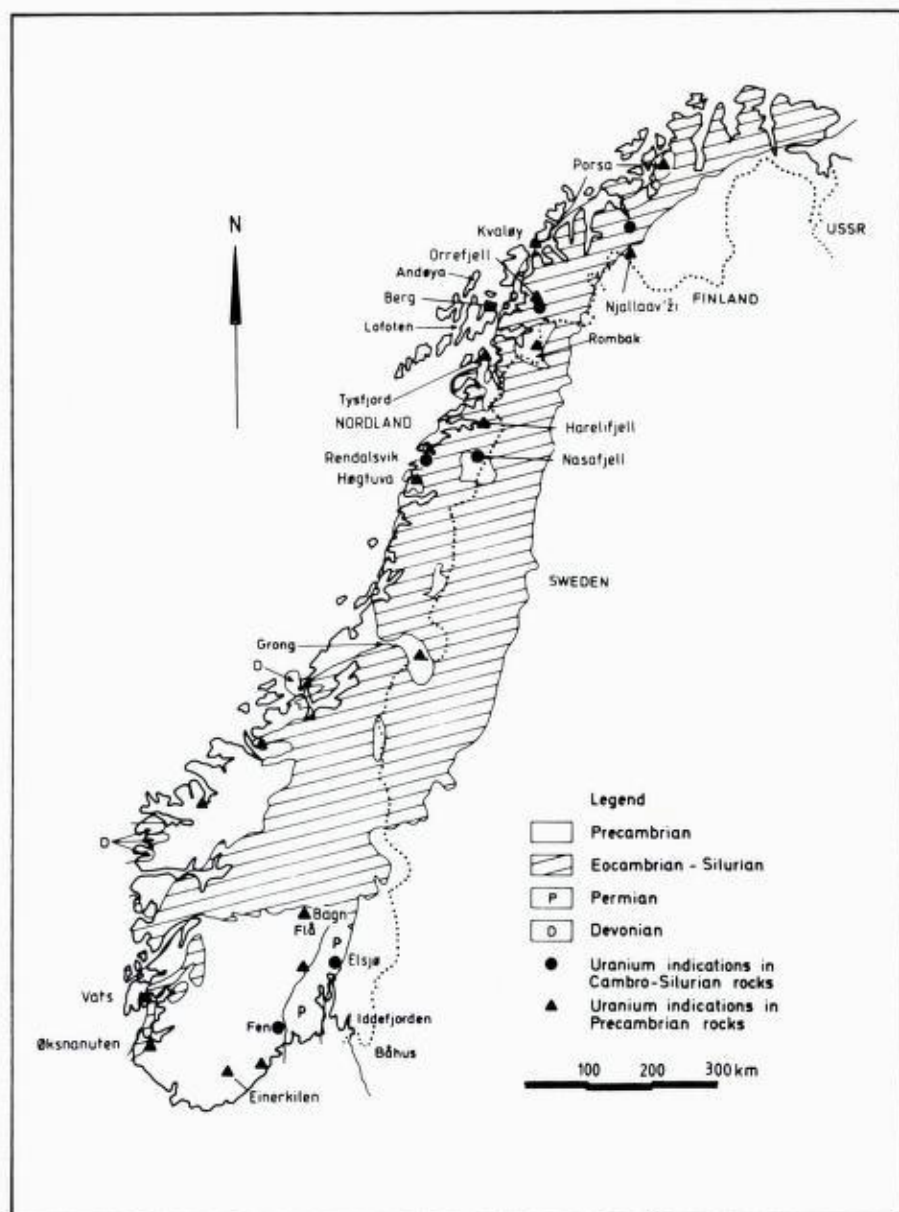 N
Porsa
Kvaløy
USSR
Orrefjell
Andøya
FINLAND
Berg
Njallaav'ži
Lofoten
Rombak
Tysfjord
NORDLAND
Harelifjell
Rendalsvik
Nasafjell
Høgtuva
SWEDEN
Grong
D
D
Legend
Precambrian
Eocambrian - Silurian
P Permian
D Devonian
Uranium indications in
Cambro-Silurian rocks
Uranium indications in
Precambrian rocks
Bagn
Flå
P
Elsjø
Vats
P
Iddefjorden
Fen
Øksnanuten
Båhus
Einerkilen
100 200 300 km